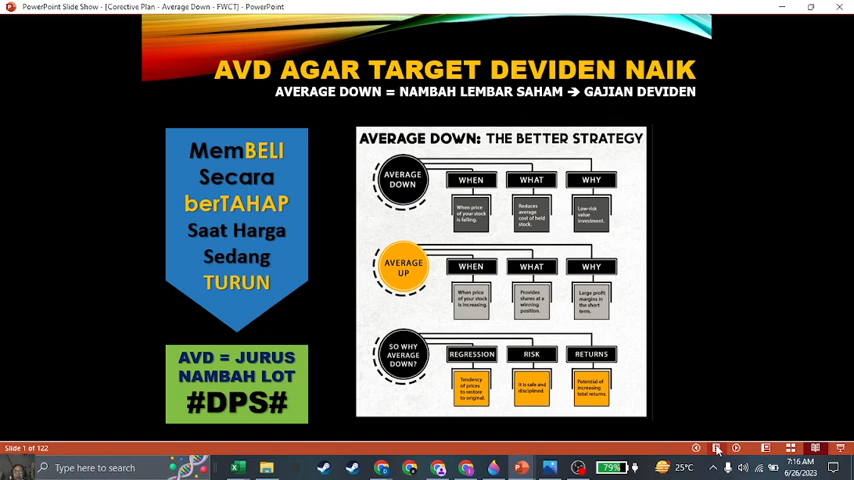 PowerPoint Slide Show - [Corective Plan - Average Down - FWCT] - PowerPoint
AVD AGAR TARGET DEVIDEN NAIK
AVERAGE DOWN = NAMBAH LEMBAR SAHAM → GAJIAN DEVIDEN
MemBELI
Secara
berTAHAP
Saat Harga
Sedang
TURUN
AVD = JURUS
NAMBAH LOT
#DPS#
AVERAGE DOWN: THE BETTER STRATEGY
AVERAGE
DOWN
WHEN
WHAT
WHY
When price
of your stock
is falling.
Reduces
average
cost of held
stock.
Low-risk
value
investment.
AVERAGE
UP
WHEN
WHAT
WHY
When price
of your stock
is increasing.
Provides
shares at a
winning
position.
Large profit
margins in
the short
term.
SO WHY
AVERAGE
DOWN?
REGRESSION
RISK
RETURNS
Tendency
of prices
to restore
to original.
It is safe and
disciplined.
Potential of
increasing
total returns.
Slide 1 of 122
Type here to search
79%
25°C
7:16 AM
6/26/2023